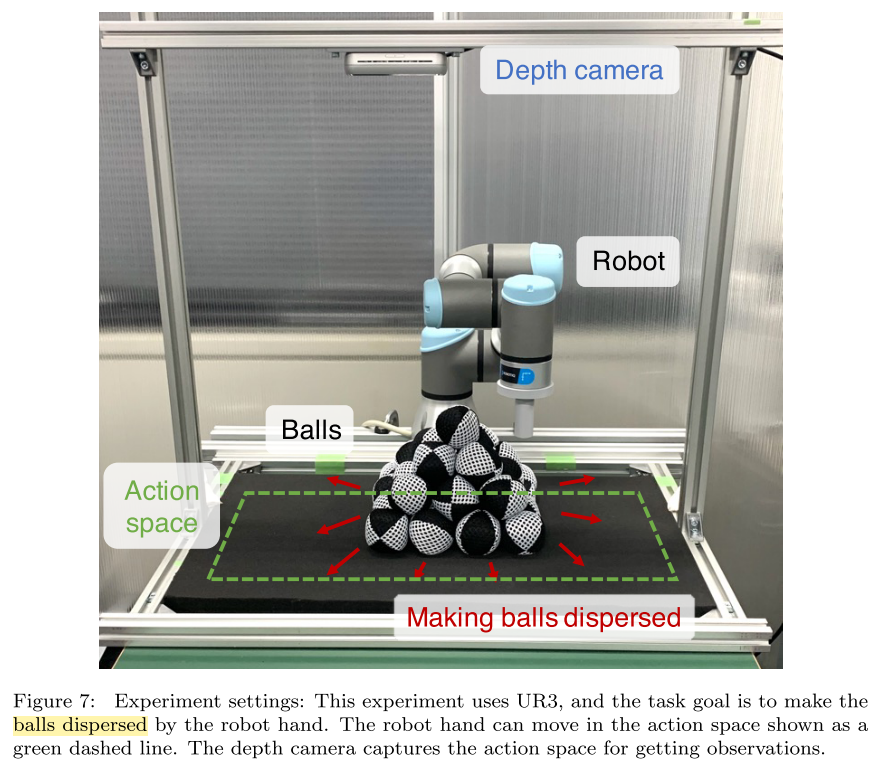 Depth camera
Robot
Balls
Action
space
Making balls dispersed
Figure 7: Experiment settings: This experiment uses UR3, and the task goal is to make the
balls dispersed by the robot hand. The robot hand can move in the action space shown as a
green dashed line. The depth camera captures the action space for getting observations.